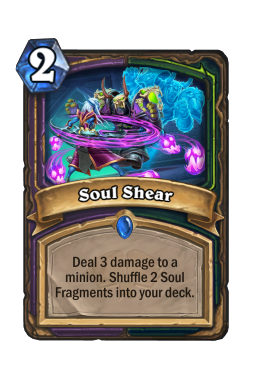 2
Soul Shear
Deal 3 damage to a
minion. Shuffle 2 Soul
Fragments into your deck.